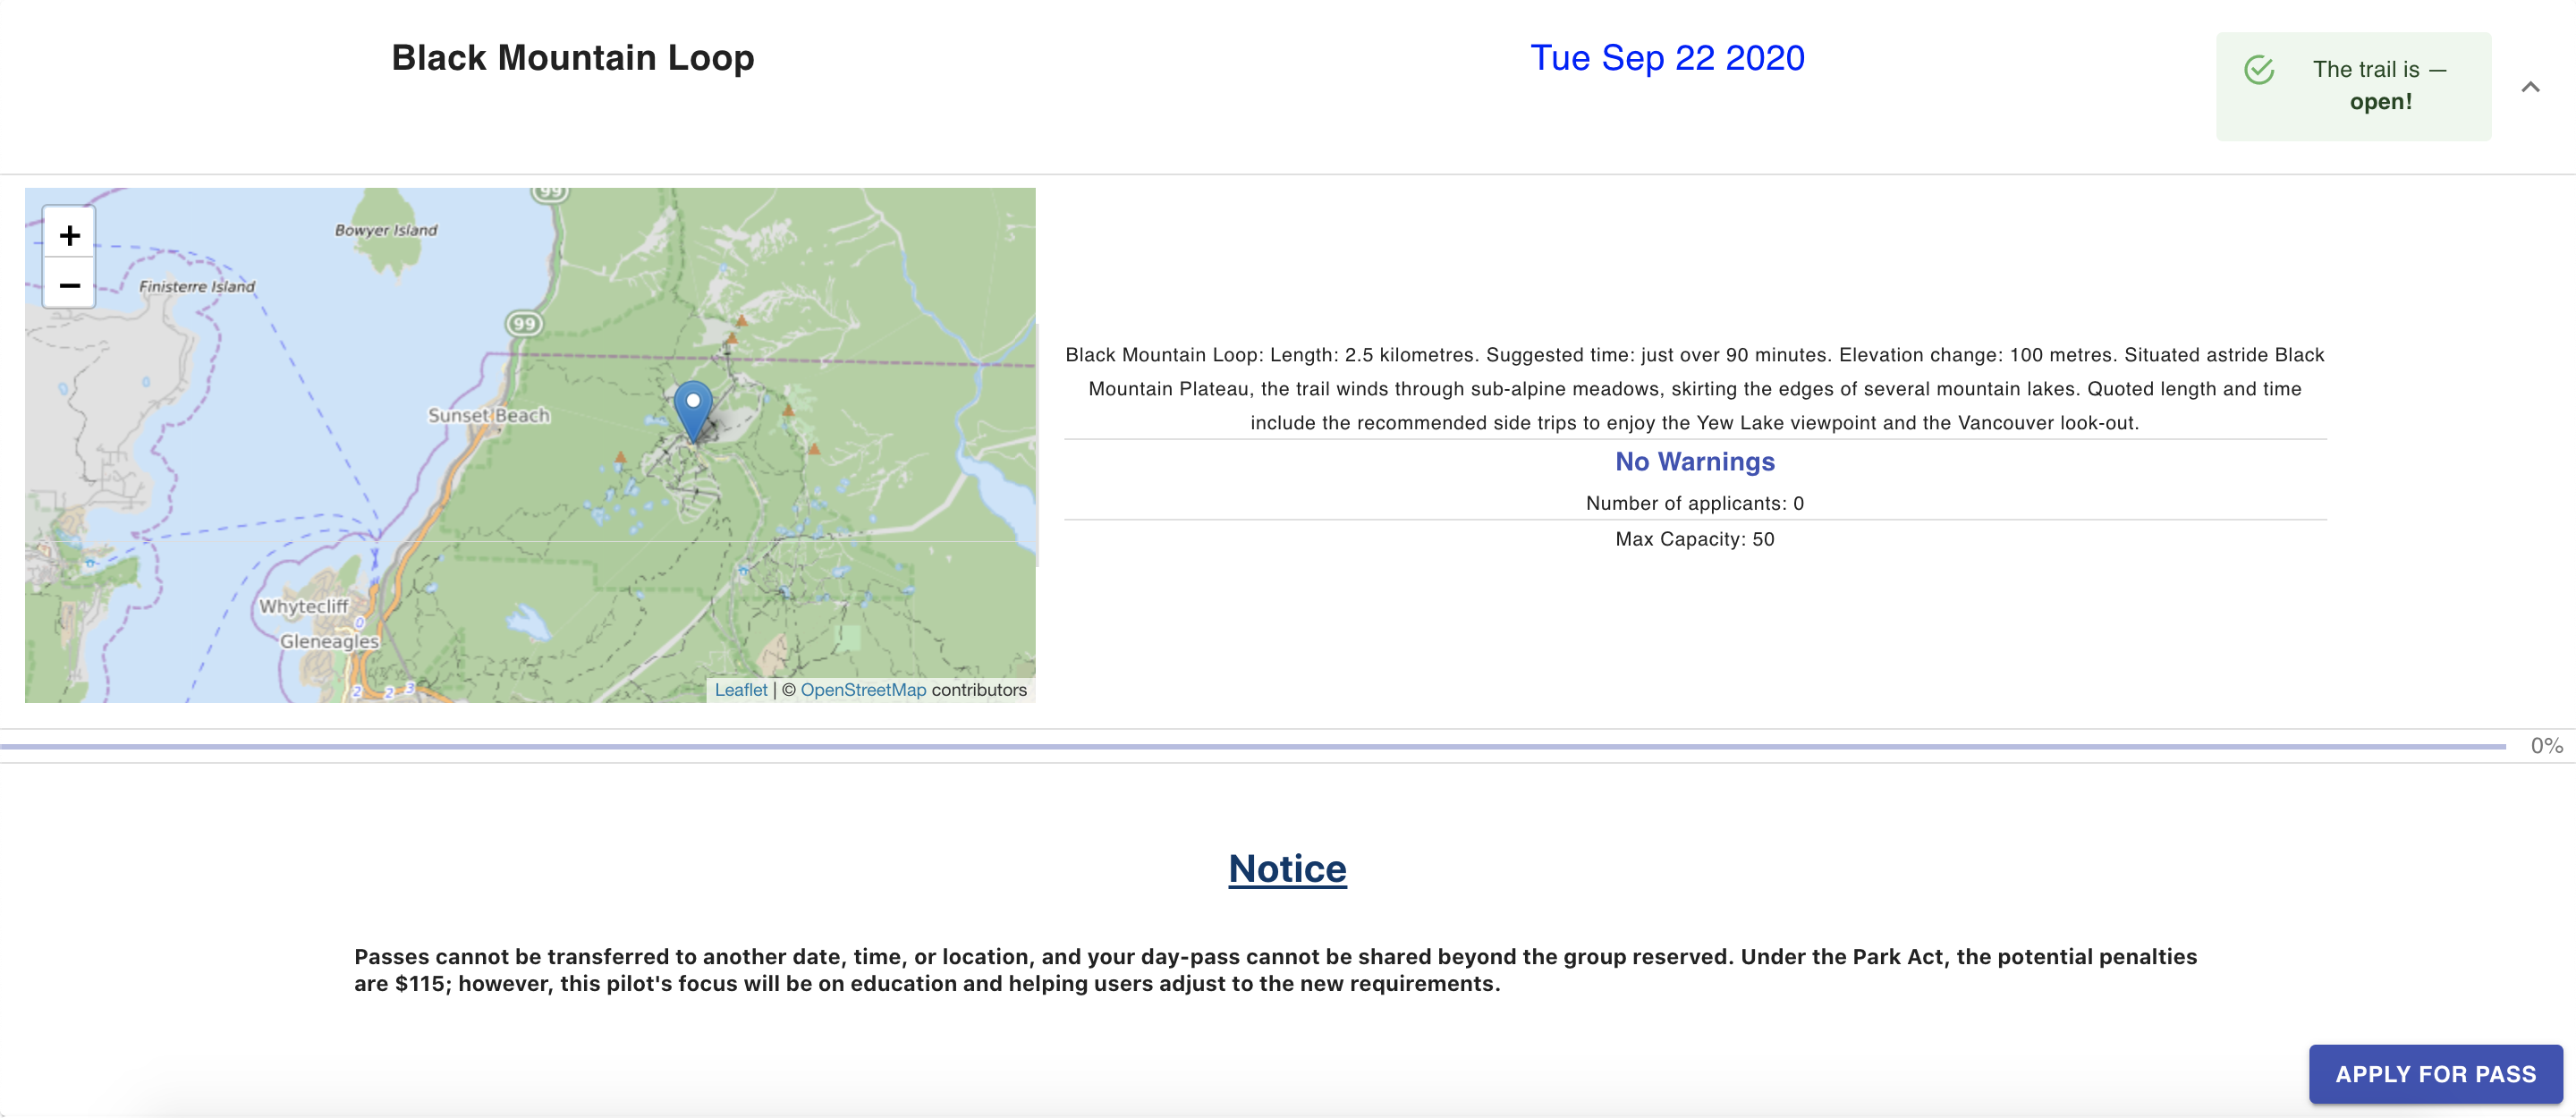 Black Mountain Loop
Tue Sep 22 2020
The trail is —
open!
+
−
99
Bowyer Island
Finisterre Island
99
Sunset Beach
Whytecliff
0
Gleneagles
2 2 3
Leaflet | © OpenStreetMap contributors
Black Mountain Loop: Length: 2.5 kilometres. Suggested time: just over 90 minutes. Elevation change: 100 metres. Situated astride Black
Mountain Plateau, the trail winds through sub-alpine meadows, skirting the edges of several mountain lakes. Quoted length and time
include the recommended side trips to enjoy the Yew Lake viewpoint and the Vancouver look-out.
No Warnings
Number of applicants: 0
Max Capacity: 50
0%
Notice
Passes cannot be transferred to another date, time, or location, and your day-pass cannot be shared beyond the group reserved. Under the Park Act, the potential penalties
are $115; however, this pilot's focus will be on education and helping users adjust to the new requirements.
APPLY FOR PASS